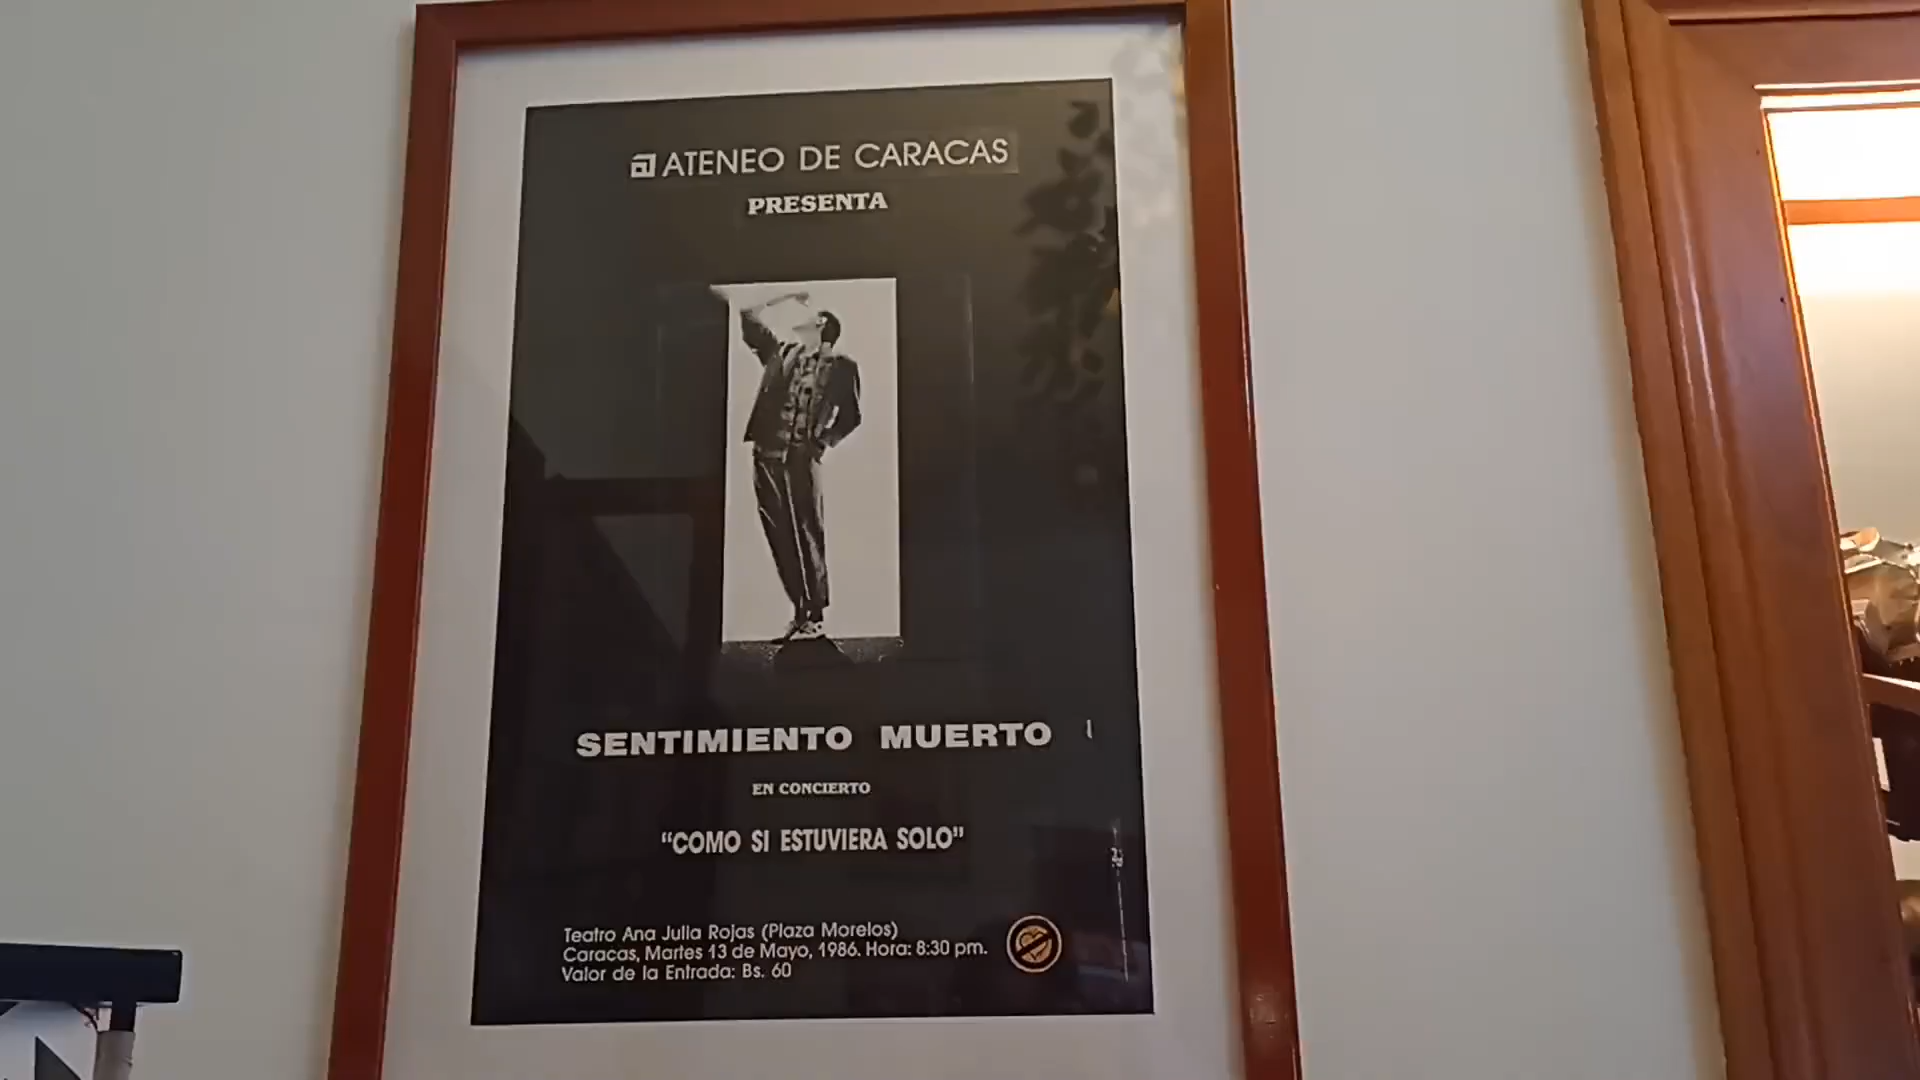 ATENEO DE CARACAS
PRESENTA
SENTIMIENTO MUERTO
EN CONCIERTO
“COMO SI ESTUVIERA SOLO”
Teatro Ana Julia Rojas (Plaza Morelos)
Caracas, Martes 13 de Mayo, 1986. Hora: 8:30 pm.
Valor de la Entrada: Bs. 60